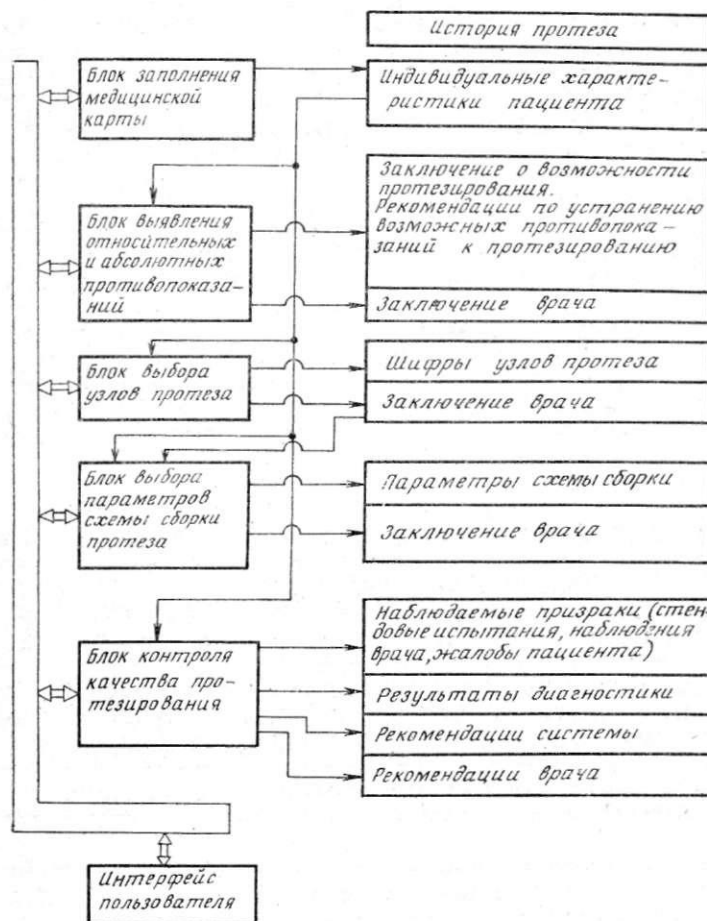 История протеза
Блок заполнения
медицинской
карты
Индивидуальные характе-
ристики пациента
Блок выявления
относительных
и абсолютных
противопоказа-
ний
Заключение о возможности
протезирования.
Рекомендации по устранению
возможных противопока-
заний к протезированию
Заключение врача
Блок выбора
узлов протеза
Шифры узлов протеза
Заключение врача
Блок выбора
параметров
схемы сборки
протеза
Параметры схемы сборки
Заключение врача
Блок контроля
качества про-
тезирования
Наблюдаемые призраки (стен-
довые испытания, наблюдения
врача, жалобы пациента)
Результаты диагностики
Рекомендации системы
Рекомендации врача
Интерфейс
пользователя